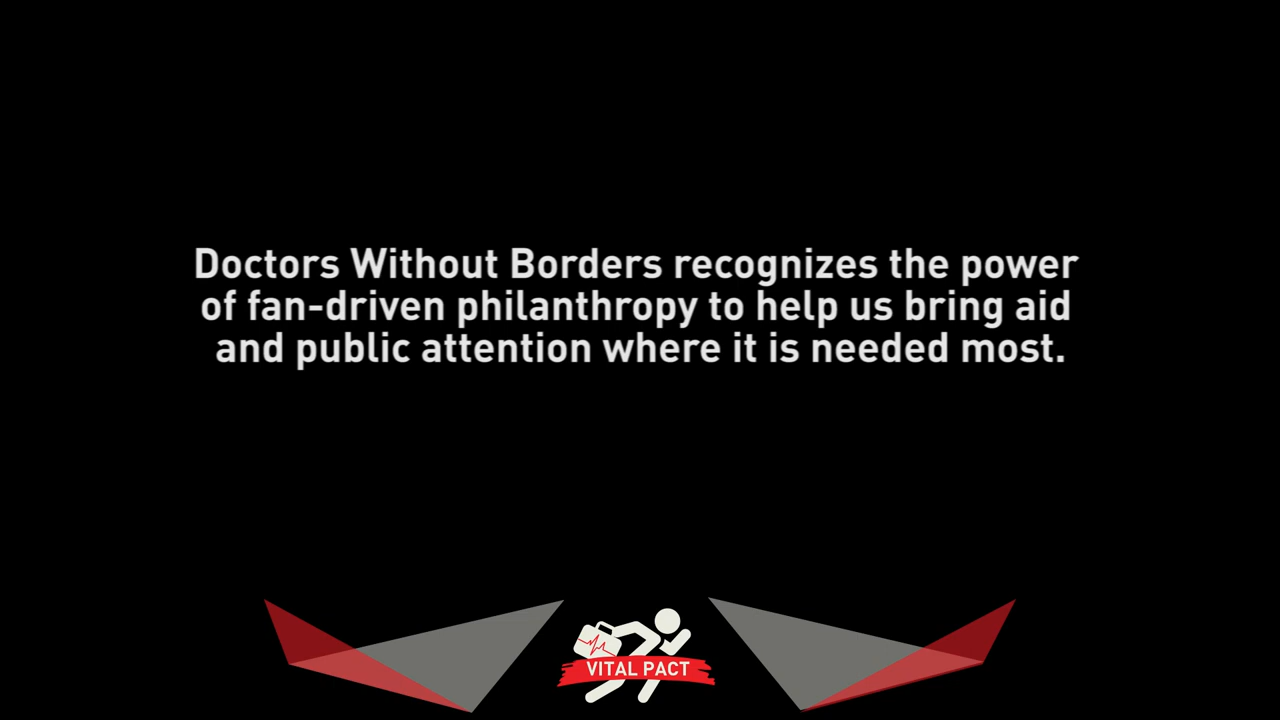 Doctors Without Borders recognizes the power
of fan-driven philanthropy to help us bring aid
and public attention where it is needed most.
VITAL PACT